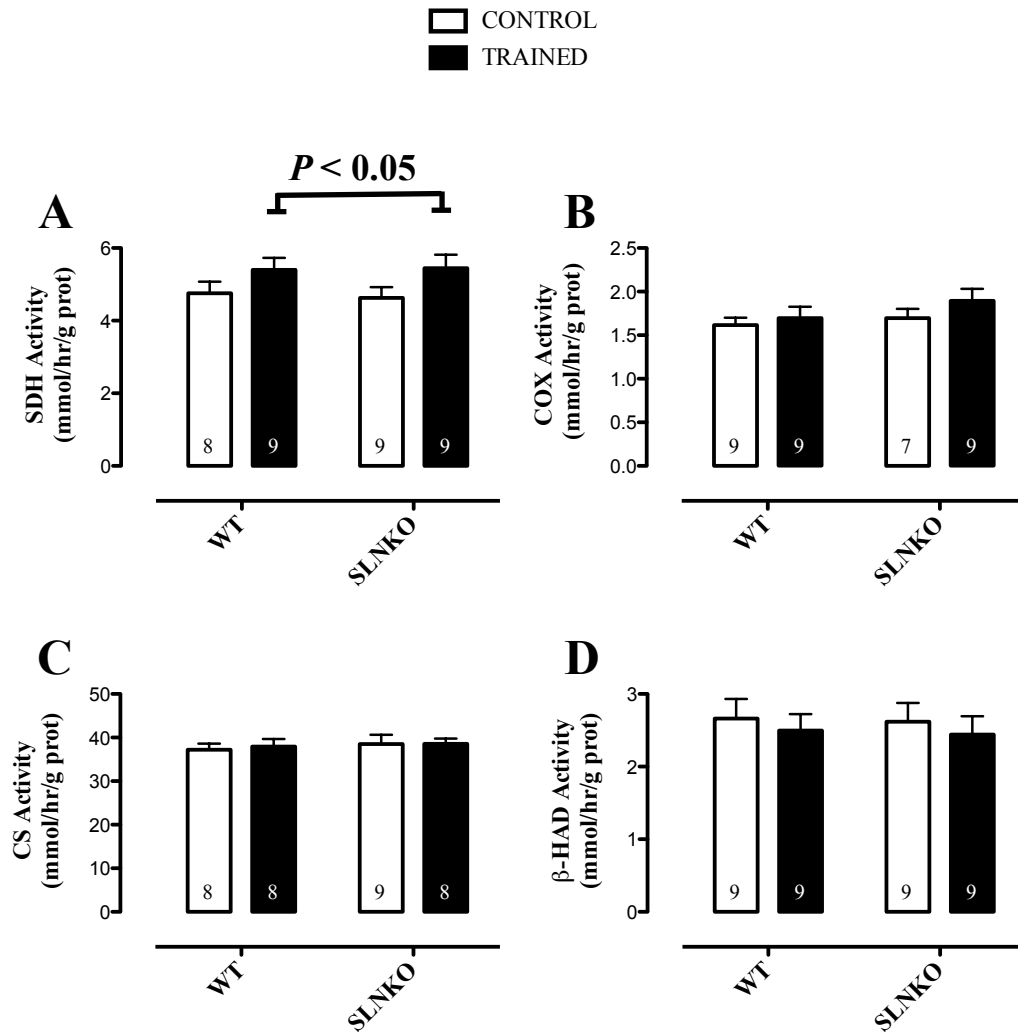 CONTROL
TRAINED
P < 0.05
A
SDH Activity
(mmol/hr/g prot)
6
4
2
0
8
9
9
9
WT
SLNKO
B
COX Activity
(mmol/hr/g prot)
2.5
2.0
1.5
1.0
0.5
0.0
9
9
7
9
WT
SLNKO
C
CS Activity
(mmol/hr/g prot)
50
40
30
20
10
0
8
8
9
8
WT
SLNKO
D
β-HAD Activity
(mmol/hr/g prot)
3
2
1
0
9
9
9
9
WT
SLNKO